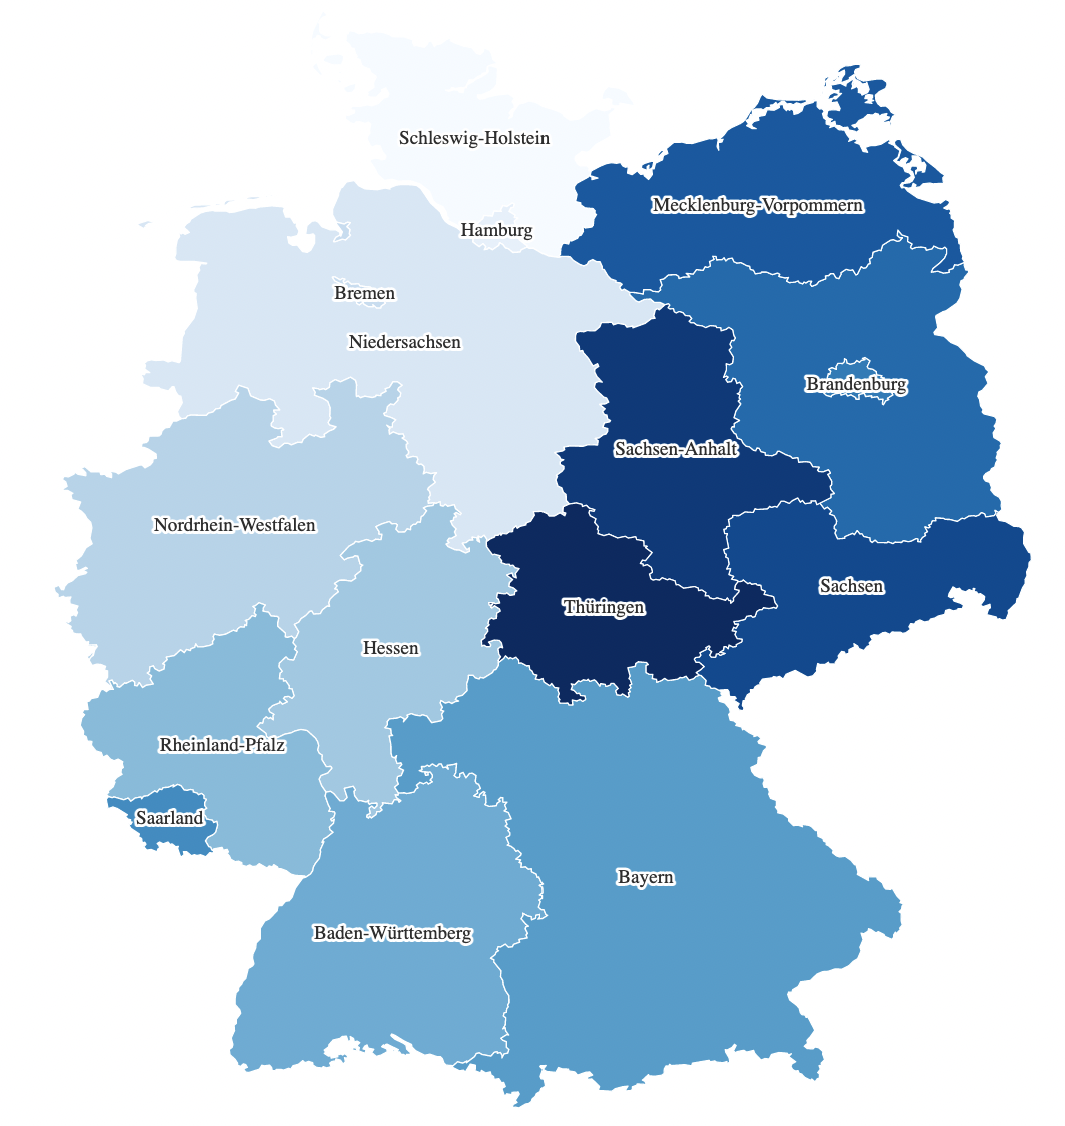 Schleswig-Holstein
Mecklenburg-Vorpommern
Hamburg
Bremen
Niedersachsen
Brandenburg
Sachsen-Anhalt
Nordrhein-Westfalen
Sachsen
Thüringen
Hessen
Rheinland-Pfalz
Saarland
Bayern
Baden-Württemberg